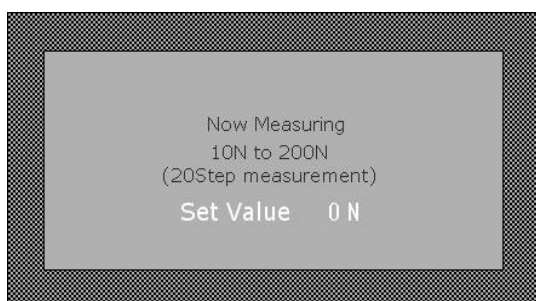 Now Measuring
10N to 200N
(20Step measurement)
Set Value 0 N